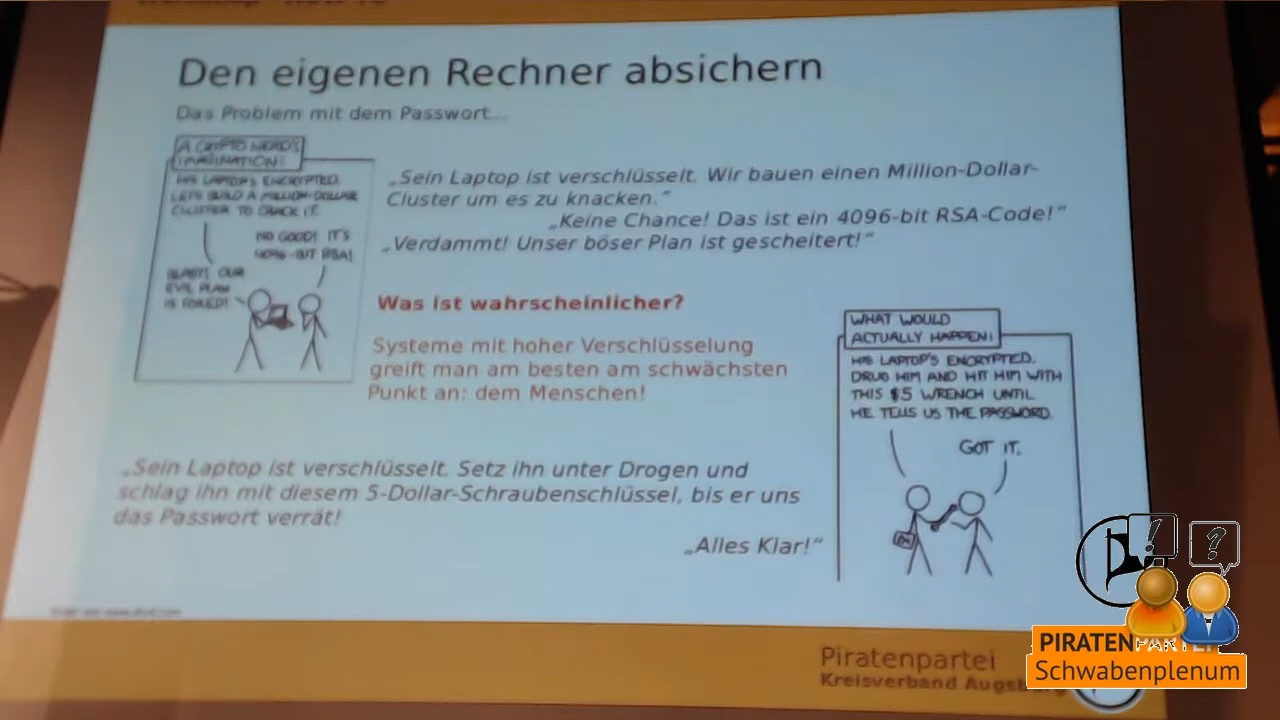 Den eigenen Rechner absichern
Das Problem mit dem Passwort...
A CRYPTO NERD'S
IMAGINATION:
HIS LAPTOP'S ENCRYPTED.
LET'S BUILD A MILLION-DOLLAR
CLUSTER TO CRACK IT.
NO GOOD! IT'S
4096-BIT RSA!
BLAST! OUR
EVIL PLAN
IS FOILED!
„Sein Laptop ist verschlüsselt. Wir bauen einen Million-Dollar-
Cluster um es zu knacken.“
„Keine Chance! Das ist ein 4096-bit RSA-Code!“
„Verdammt! Unser böser Plan ist gescheitert!“
Was ist wahrscheinlicher?
Systeme mit hoher Verschlüsselung
greift man am besten am schwächsten
Punkt an: dem Menschen!
WHAT WOULD
ACTUALLY HAPPEN:
HIS LAPTOP'S ENCRYPTED.
DRUG HIM AND HIT HIM WITH
THIS $5 WRENCH UNTIL
HE TELLS US THE PASSWORD.
GOT IT.
„Sein Laptop ist verschlüsselt. Setz ihn unter Drogen und
schlag ihn mit diesem 5-Dollar-Schraubenschlüssel, bis er uns
das Passwort verrät!
„Alles Klar!“
Piratenpartei
Kreisverband Augsburg
! ?
PIRATENPARTEI
Schwabenplenum